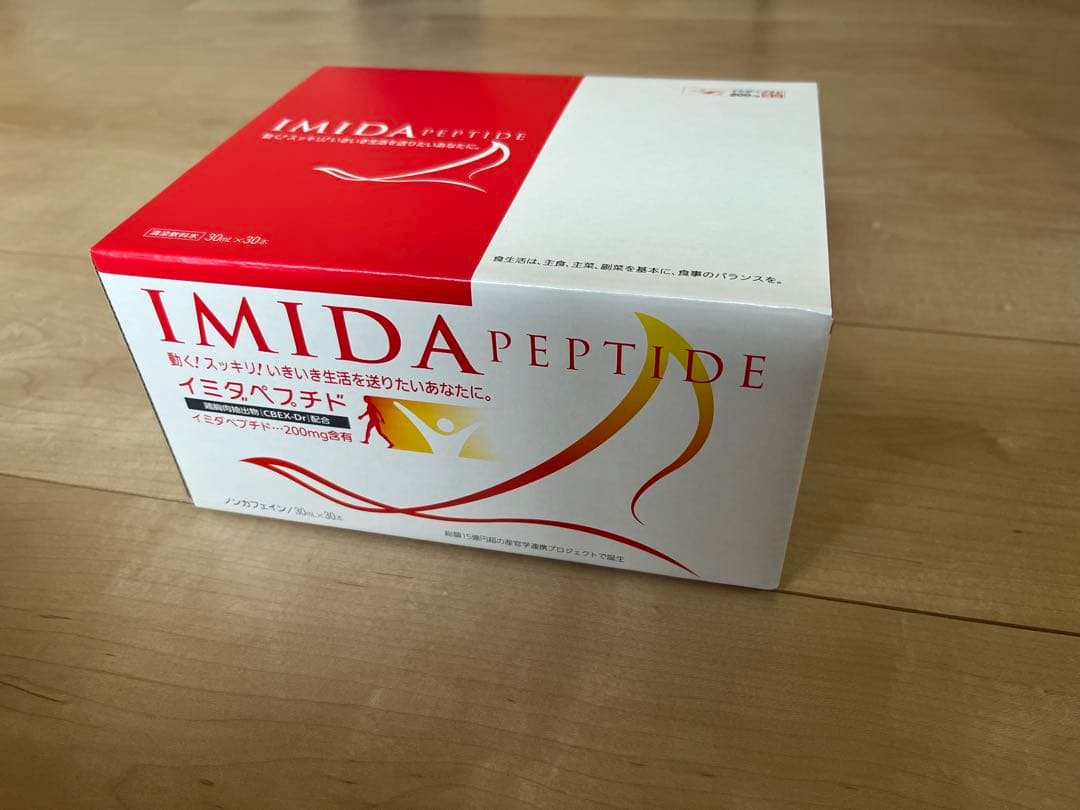 IMIDA PEPTIDE
動く!スッキリ!いきいき生活を送りたいあなたに。
清涼飲料水 30mL×30本
食生活は、主食、主菜、副菜を基本に、食事のバランスを。
IMIDA PEPTIDE
動く!スッキリ!いきいき生活を送りたいあなたに。
イミダペプチド
鶏胸肉抽出物[CBEX-Dr]配合
イミダペプチド…200mg含有
ノンカフェイン/30mL×30本
総額15億円超の産官学連携プロジェクトで誕生